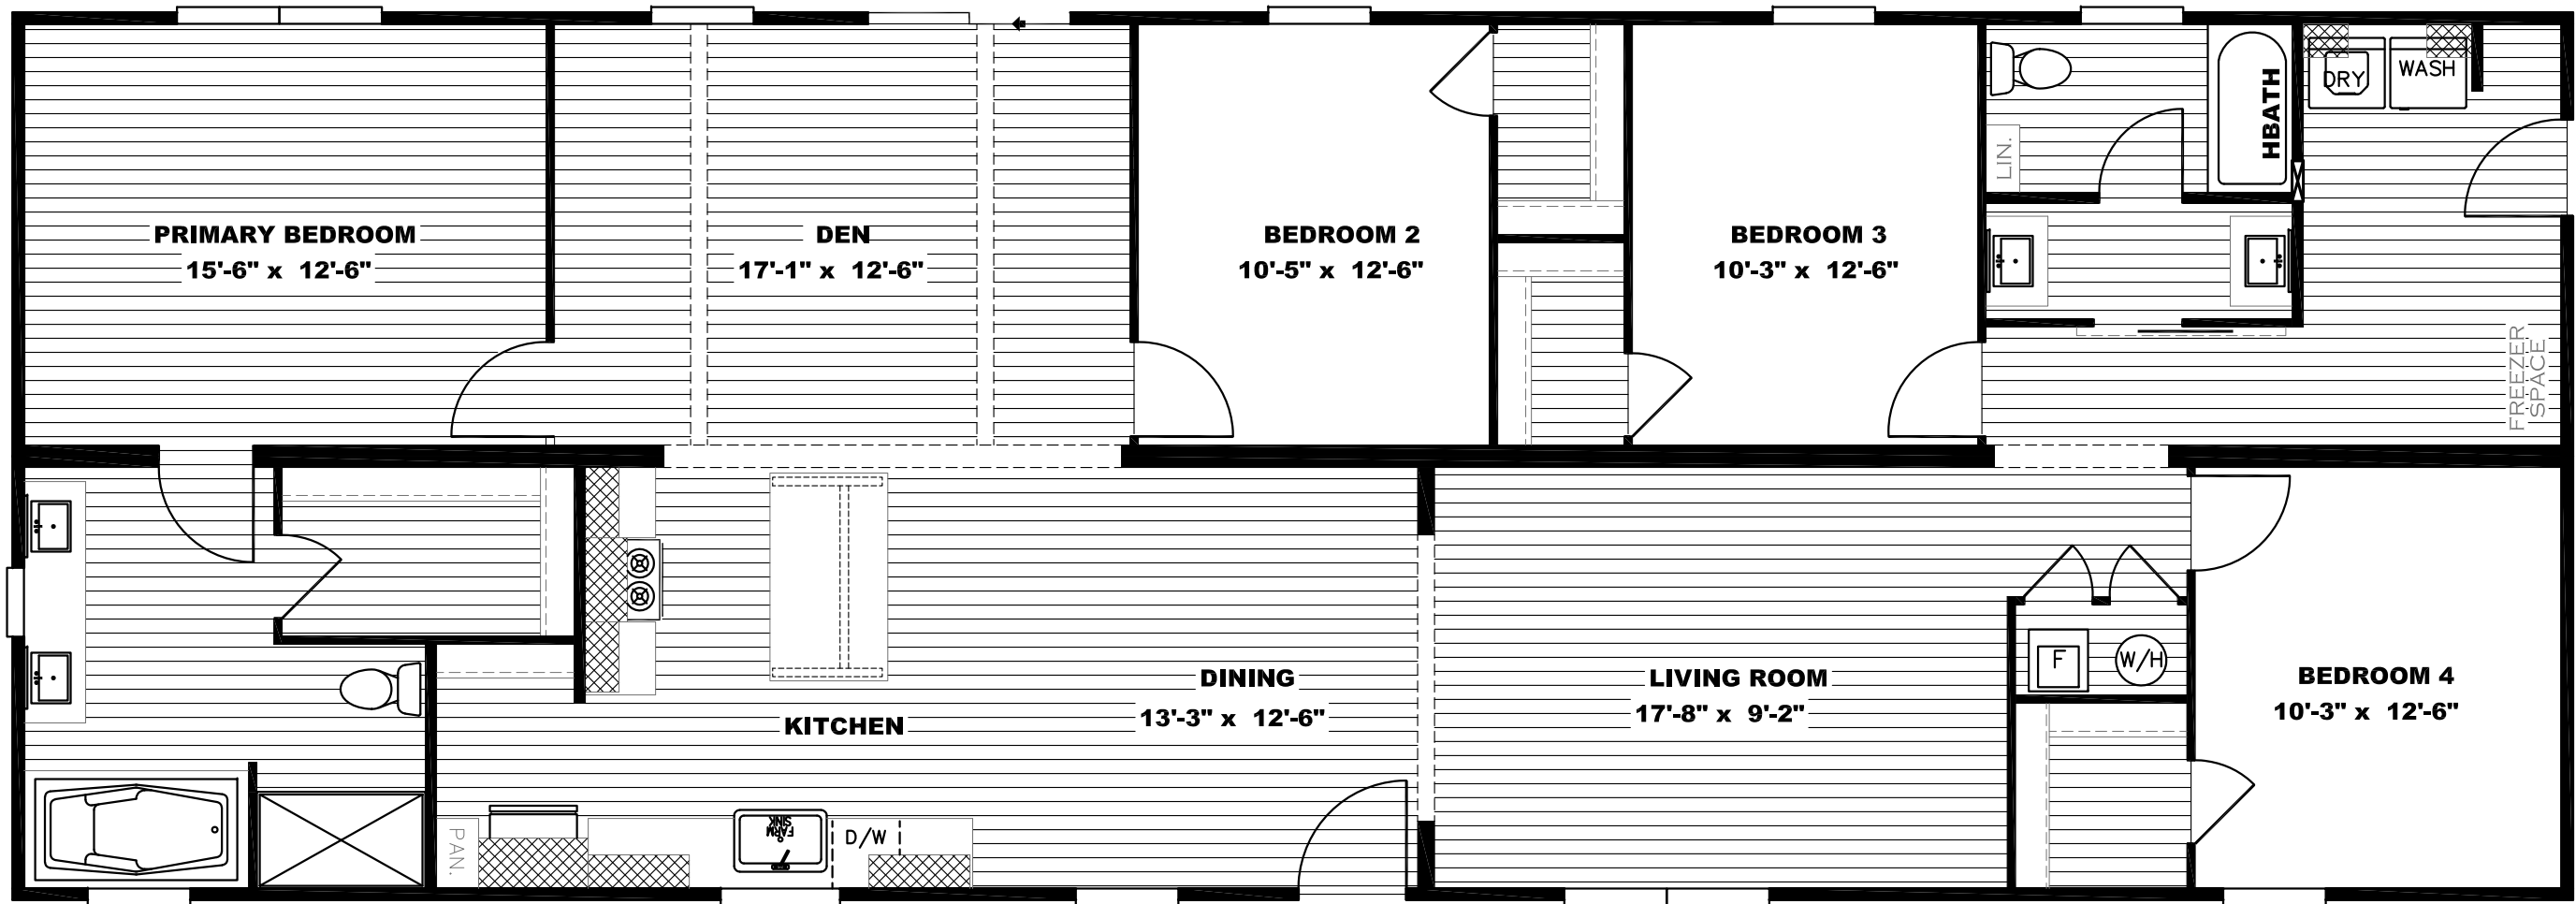 DRY
WASH
HBATH
LIN.
PRIMARY BEDROOM
15'-6" x 12'-6"
DEN
17'-1" x 12'-6"
BEDROOM 2
10'-5" x 12'-6"
BEDROOM 3
10'-3" x 12'-6"
FREEZER
SPACE
F
W/H
KITCHEN
DINING
13'-3" x 12'-6"
LIVING ROOM
17'-8" x 9'-2"
BEDROOM 4
10'-3" x 12'-6"
PAN.
FARM
SINK
D/W